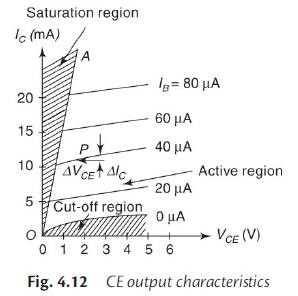 Saturation region
I_C (mA)
A
I_B = 80 μA
20
60 μA
15
P
40 μA
10
ΔV_CE
ΔI_C
Active region
20 μA
5
Cut-off region
0 μA
O
V_CE (V)
0 1 2 3 4 5 6
Fig. 4.12 CE output characteristics